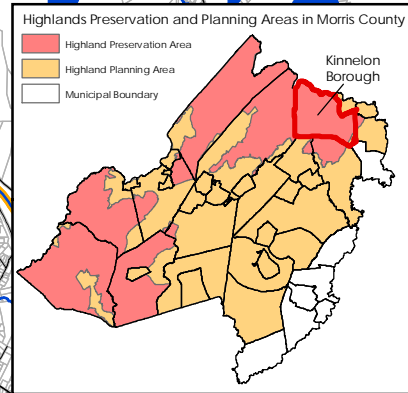 Highlands Preservation and Planning Areas in Morris County
Highland Preservation Area
Highland Planning Area
Municipal Boundary
Kinnelon
Borough